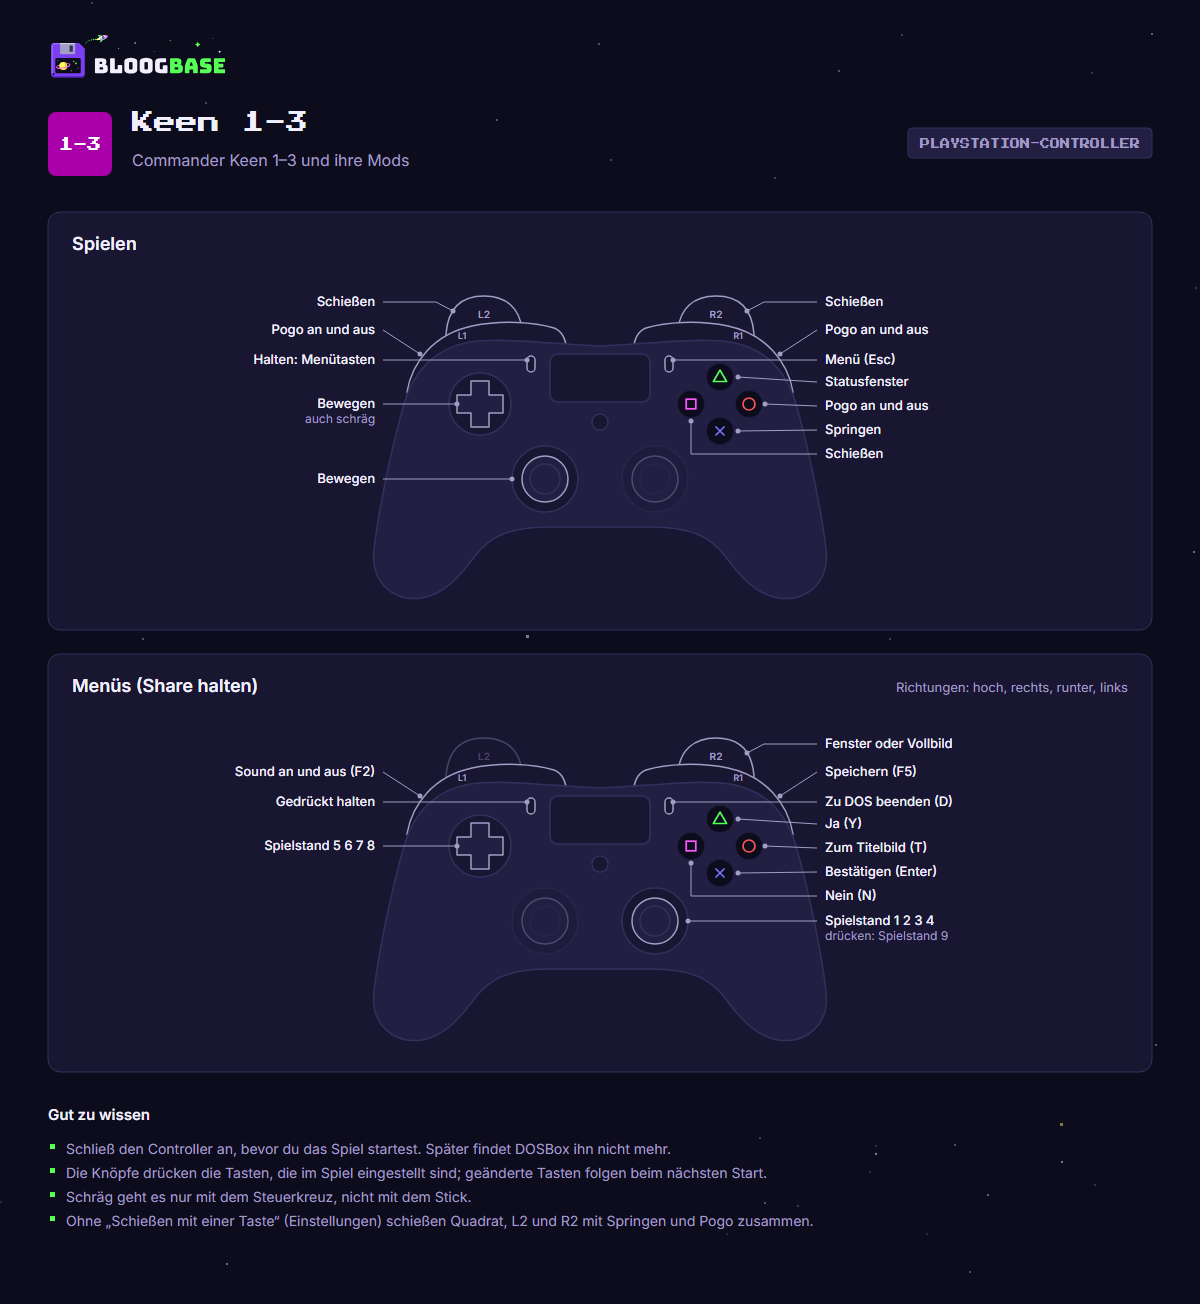 BLOOGBASE
1-3
Keen 1-3
Commander Keen 1–3 und ihre Mods
PLAYSTATION-CONTROLLER
Spielen
Schießen
L2
R2
Schießen
Pogo an und aus
L1
R1
Pogo an und aus
Halten: Menütasten
Menü (Esc)
Statusfenster
Bewegen
auch schräg
Pogo an und aus
Springen
Schießen
Bewegen
Menüs (Share halten)
Richtungen: hoch, rechts, runter, links
L2
R2
Fenster oder Vollbild
Sound an und aus (F2)
L1
R1
Speichern (F5)
Gedrückt halten
Zu DOS beenden (D)
Ja (Y)
Spielstand 5 6 7 8
Zum Titelbild (T)
Bestätigen (Enter)
Nein (N)
Spielstand 1 2 3 4
drücken: Spielstand 9
Gut zu wissen
Schließ den Controller an, bevor du das Spiel startest. Später findet DOSBox ihn nicht mehr.
Die Knöpfe drücken die Tasten, die im Spiel eingestellt sind; geänderte Tasten folgen beim nächsten Start.
Schräg geht es nur mit dem Steuerkreuz, nicht mit dem Stick.
Ohne „Schießen mit einer Taste“ (Einstellungen) schießen Quadrat, L2 und R2 mit Springen und Pogo zusammen.